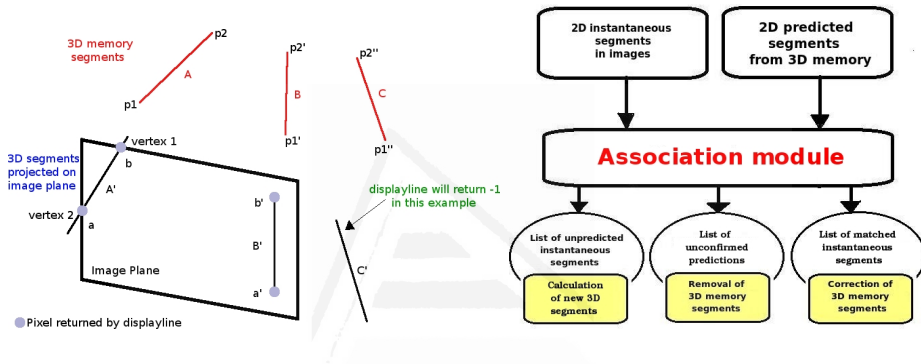 3D memory
segments
p2
A
p1
p2'
B
p1'
p2''
C
p1''
vertex 1
b
3D segments
projected on
image plane
A'
vertex 2
a
b'
B'
a'
Image Plane
displayline will return -1
in this example
C'
Pixel returned by displayline
2D instantaneous
segments
in images
2D predicted
segments
from 3D memory
Association module
List of unpredicted
instantaneous
segments
Calculation
of new 3D
segments
List of
unconfirmed
predictions
Removal of
3D memory
segments
List of matched
instantaneous
segments
Correction of
3D memory
segments